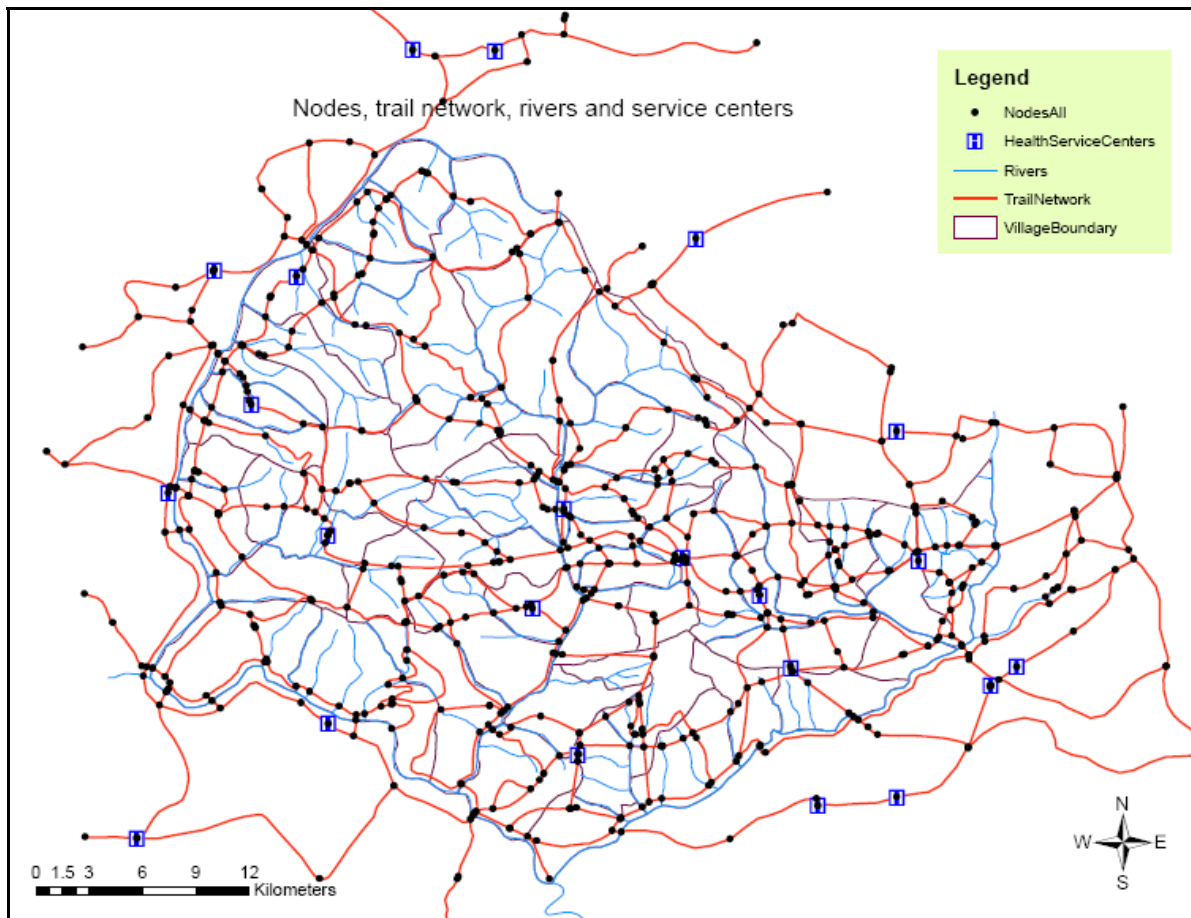 Nodes, trail network, rivers and service centers
Legend
NodesAll
H HealthServiceCenters
Rivers
TrailNetwork
VillageBoundary
N
W E
S
0 1.5 3 6 9 12
Kilometers